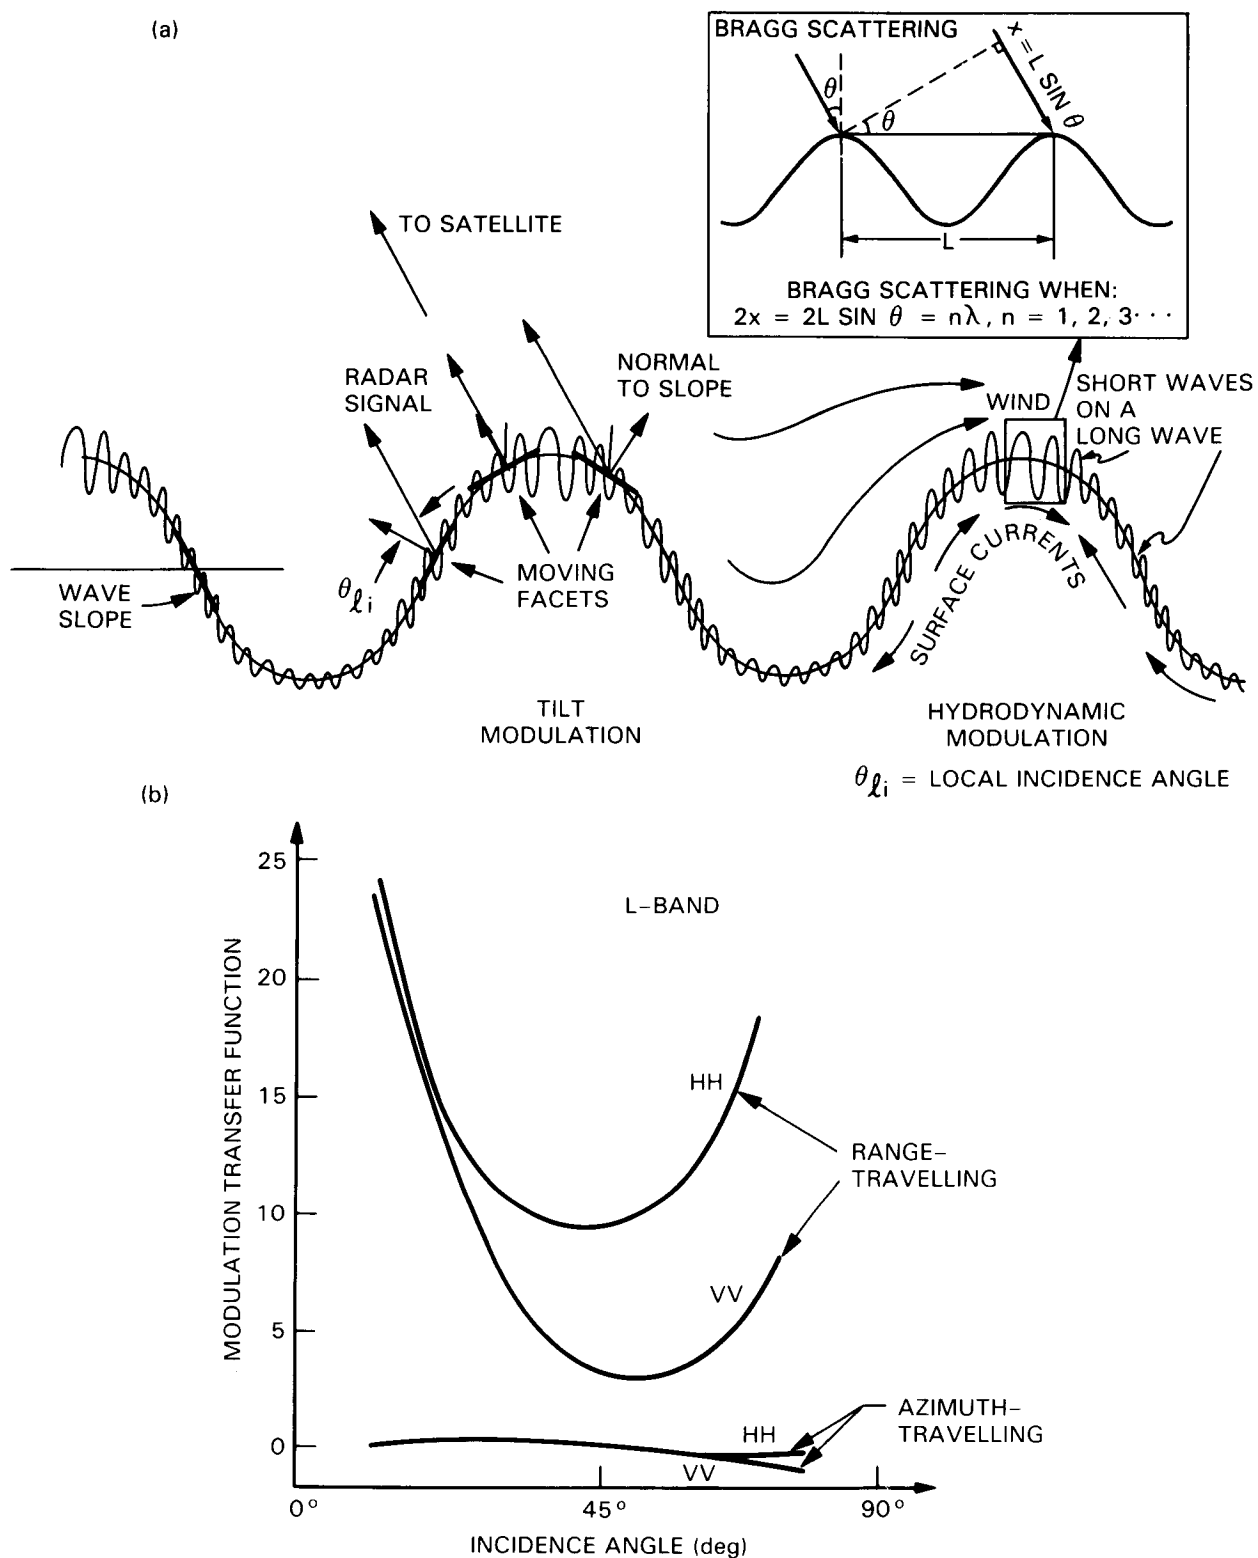 (a)
BRAGG SCATTERING
x = L SIN θ
θ
θ
L
BRAGG SCATTERING WHEN:
2x = 2L SIN θ = nλ, n = 1, 2, 3···
TO SATELLITE
RADAR
SIGNAL
NORMAL
TO SLOPE
WIND
SHORT WAVES
ON A
LONG WAVE
WAVE
SLOPE
θℓi
MOVING
FACETS
SURFACE CURRENTS
TILT
MODULATION
HYDRODYNAMIC
MODULATION
θℓi = LOCAL INCIDENCE ANGLE
(b)
L-BAND
MODULATION TRANSFER FUNCTION
25
20
15
10
5
0
HH
RANGE-
TRAVELLING
VV
HH
AZIMUTH-
TRAVELLING
VV
0° 45° 90°
INCIDENCE ANGLE (deg)